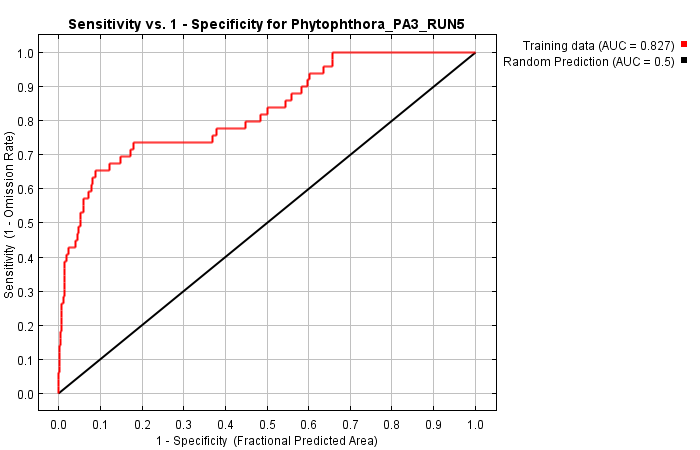 Sensitivity vs. 1 - Specificity for Phytophthora_PA3_RUN5
Training data (AUC = 0.827)
Random Prediction (AUC = 0.5)
Sensitivity (1 - Omission Rate)
1.0
0.9
0.8
0.7
0.6
0.5
0.4
0.3
0.2
0.1
0.0
0.0 0.1 0.2 0.3 0.4 0.5 0.6 0.7 0.8 0.9 1.0
1 - Specificity (Fractional Predicted Area)